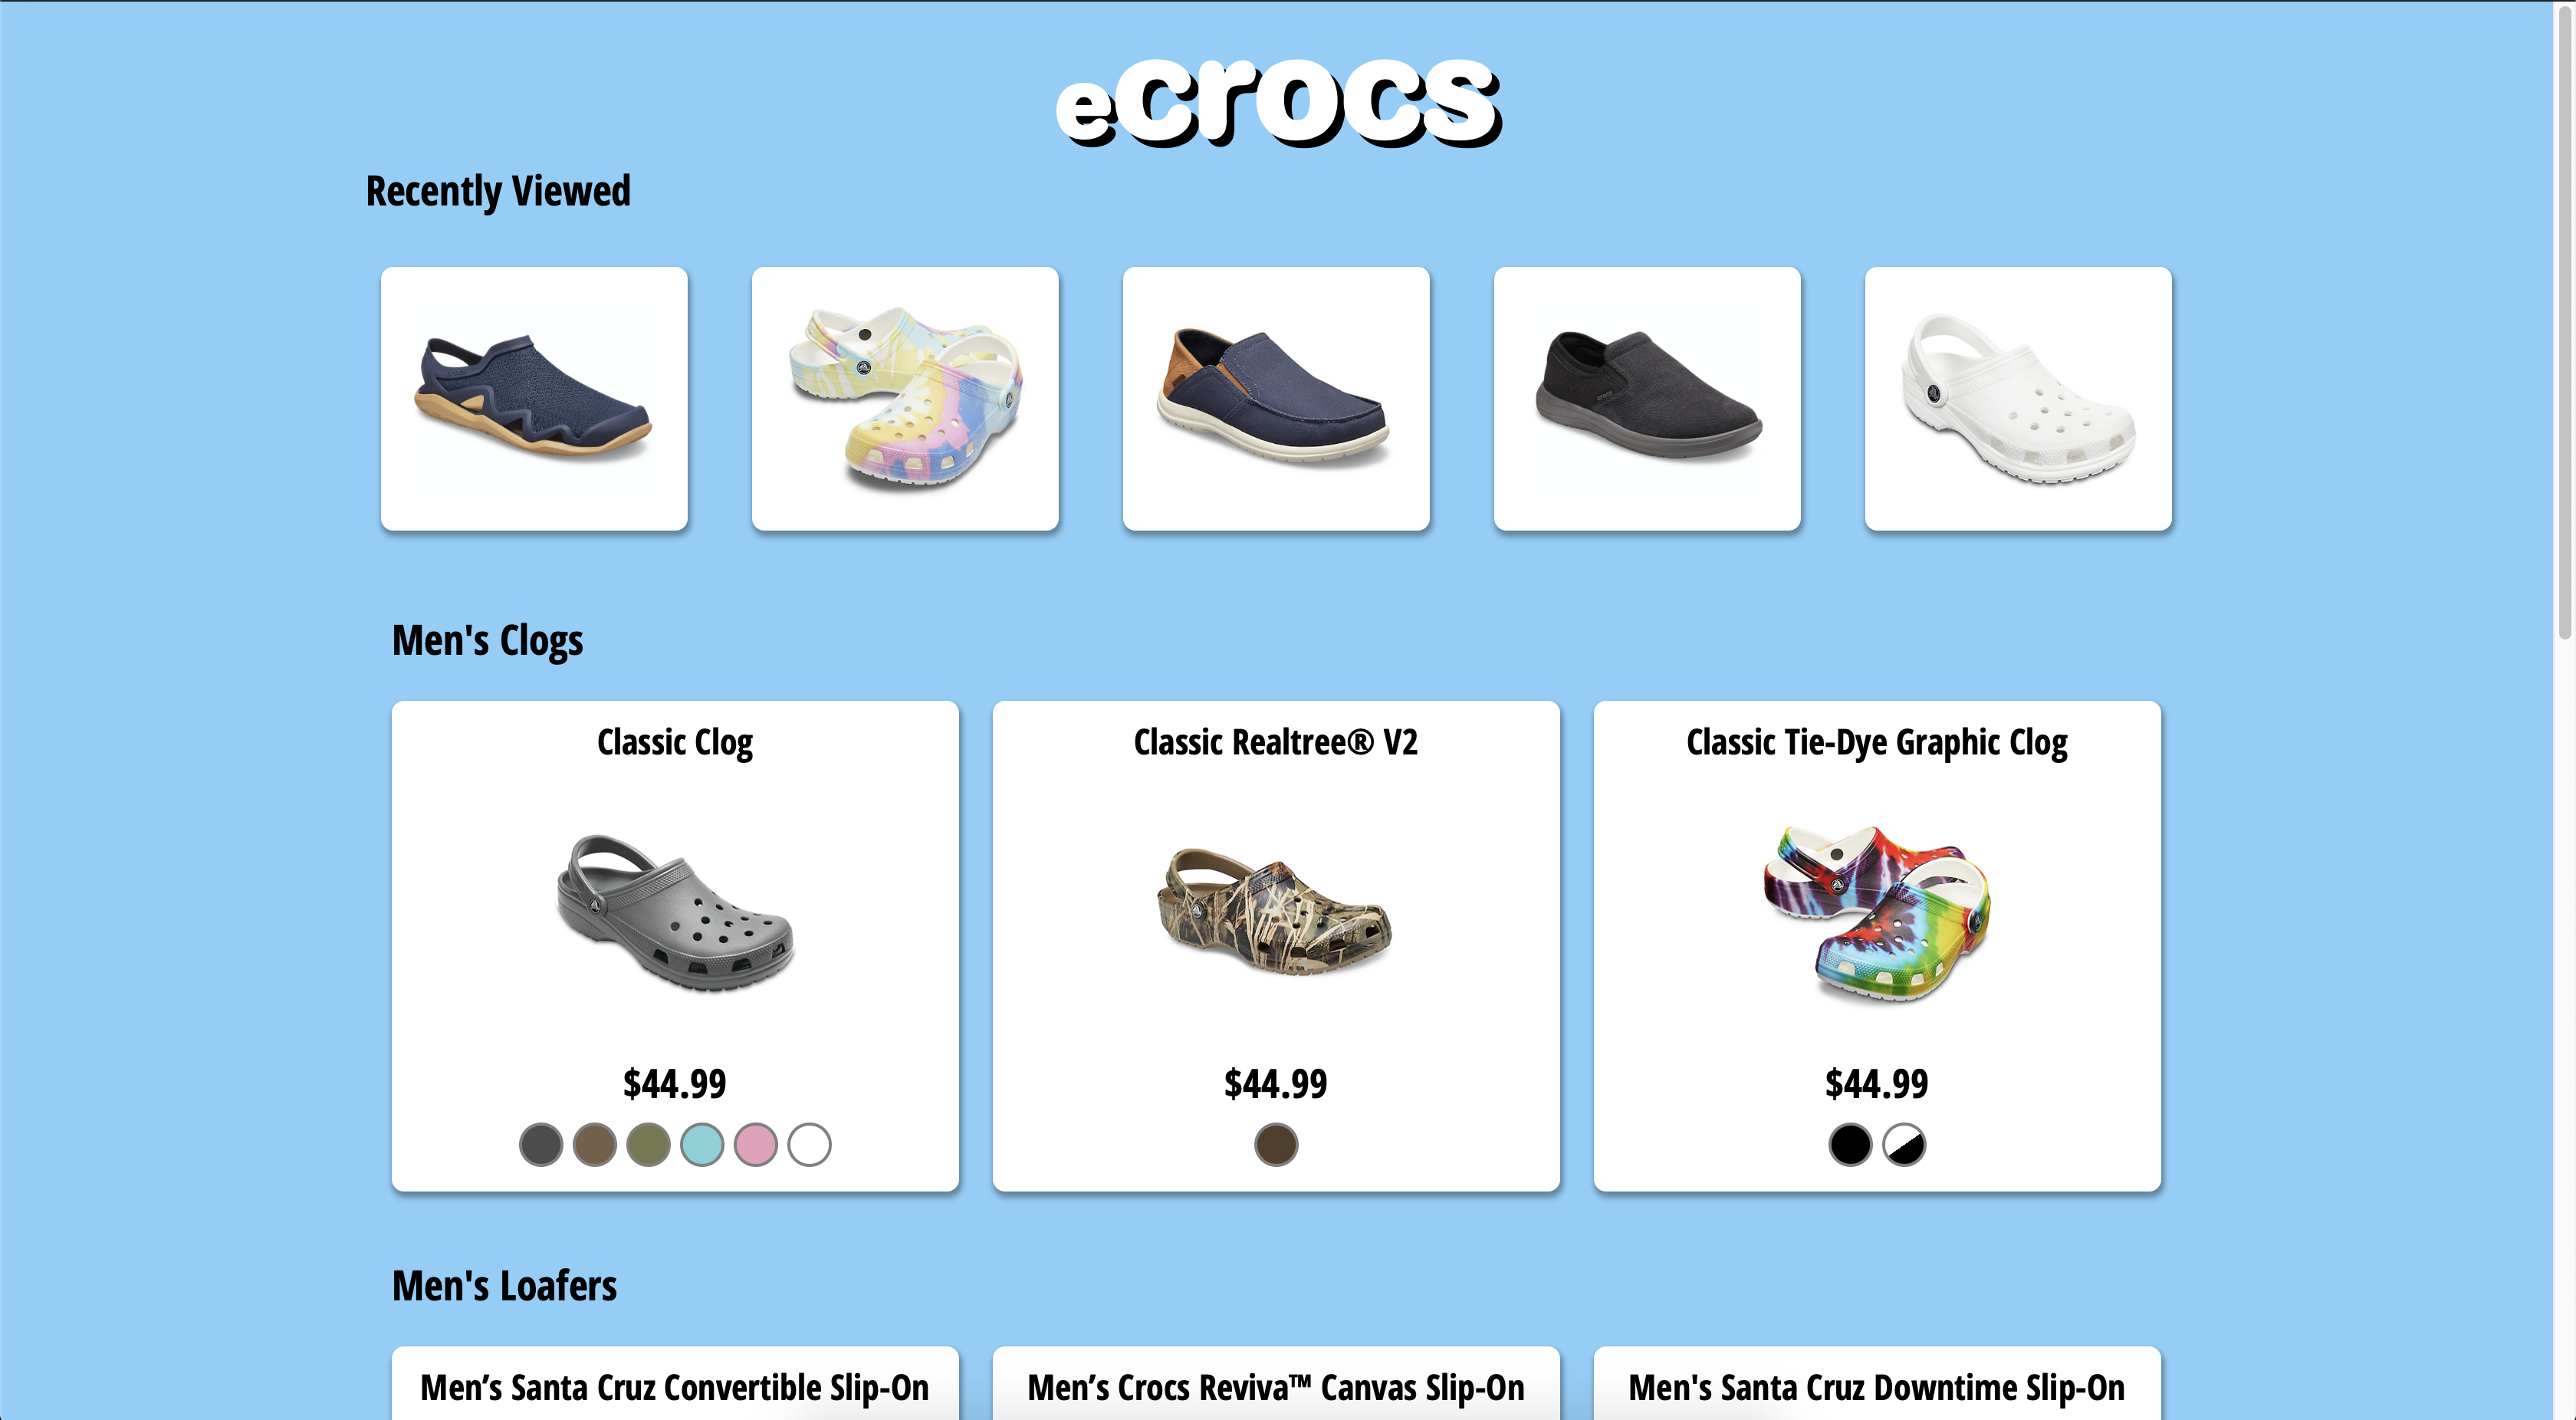 ecrocs
Recently Viewed
Men's Clogs
Classic Clog
Classic Realtree® V2
Classic Tie-Dye Graphic Clog
$44.99
$44.99
$44.99
Men's Loafers
Men’s Santa Cruz Convertible Slip-On
Men’s Crocs Reviva™ Canvas Slip-On
Men's Santa Cruz Downtime Slip-On